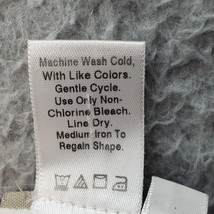 Machine Wash Cold,
With Like Colors.
Gentle Cycle.
Use Only Non-
Chlorine Bleach.
Line Dry.
Medium Iron To
Regain Shape.